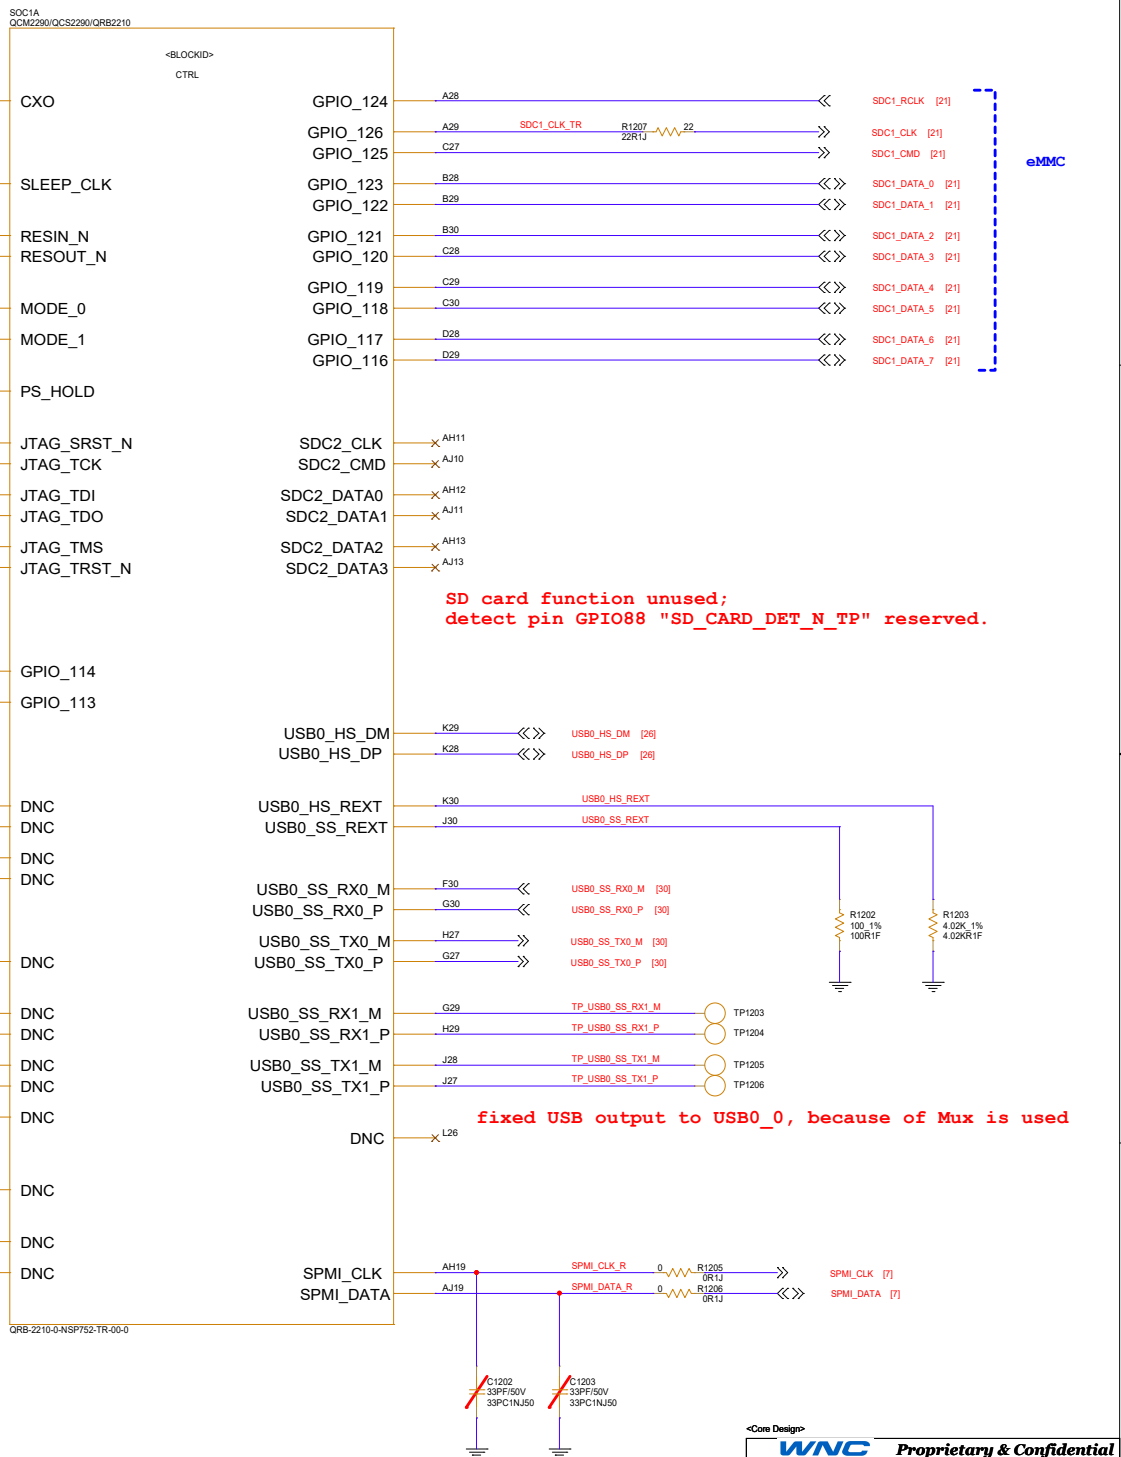 SOC1A
QCM2290/QCS2290/QRB2210
<BLOCKID>
CTRL
CXO GPIO_124 A28 SDC1_RCLK [21]
GPIO_126 A29 SDC1_CLK_TR R1207 22 SDC1_CLK [21]
22R1J
GPIO_125 C27 SDC1_CMD [21]
eMMC
SLEEP_CLK GPIO_123 B28 SDC1_DATA_0 [21]
GPIO_122 B29 SDC1_DATA_1 [21]
RESIN_N GPIO_121 B30 SDC1_DATA_2 [21]
RESOUT_N GPIO_120 C28 SDC1_DATA_3 [21]
GPIO_119 C29 SDC1_DATA_4 [21]
MODE_0 GPIO_118 C30 SDC1_DATA_5 [21]
MODE_1 GPIO_117 D28 SDC1_DATA_6 [21]
GPIO_116 D29 SDC1_DATA_7 [21]
PS_HOLD
JTAG_SRST_N SDC2_CLK AH11
JTAG_TCK SDC2_CMD AJ10
JTAG_TDI SDC2_DATA0 AH12
JTAG_TDO SDC2_DATA1 AJ11
JTAG_TMS SDC2_DATA2 AH13
JTAG_TRST_N SDC2_DATA3 AJ13
SD card function unused;
detect pin GPIO88 "SD_CARD_DET_N_TP" reserved.
GPIO_114
GPIO_113
USB0_HS_DM K29 USB0_HS_DM [26]
USB0_HS_DP K28 USB0_HS_DP [26]
DNC USB0_HS_REXT K30 USB0_HS_REXT
DNC USB0_SS_REXT J30 USB0_SS_REXT
DNC
DNC
USB0_SS_RX0_M F30 USB0_SS_RX0_M [30]
USB0_SS_RX0_P G30 USB0_SS_RX0_P [30]
R1202 R1203
100_1% 4.02K_1%
100R1F 4.02KR1F
USB0_SS_TX0_M H27 USB0_SS_TX0_M [30]
DNC USB0_SS_TX0_P G27 USB0_SS_TX0_P [30]
DNC USB0_SS_RX1_M G29 TP_USB0_SS_RX1_M TP1203
DNC USB0_SS_RX1_P H29 TP_USB0_SS_RX1_P TP1204
DNC USB0_SS_TX1_M J28 TP_USB0_SS_TX1_M TP1205
DNC USB0_SS_TX1_P J27 TP_USB0_SS_TX1_P TP1206
DNC
fixed USB output to USB0_0, because of Mux is used
DNC L26
DNC
DNC
DNC SPMI_CLK AH19 SPMI_CLK_R 0 R1205 SPMI_CLK [7]
0R1J
SPMI_DATA AJ19 SPMI_DATA_R 0 R1206 SPMI_DATA [7]
0R1J
QRB-2210-0-NSP752-TR-00-0
C1202 C1203
33PF/50V 33PF/50V
33PC1NJ50 33PC1NJ50
<Core Design>
WNC Proprietary & Confidential